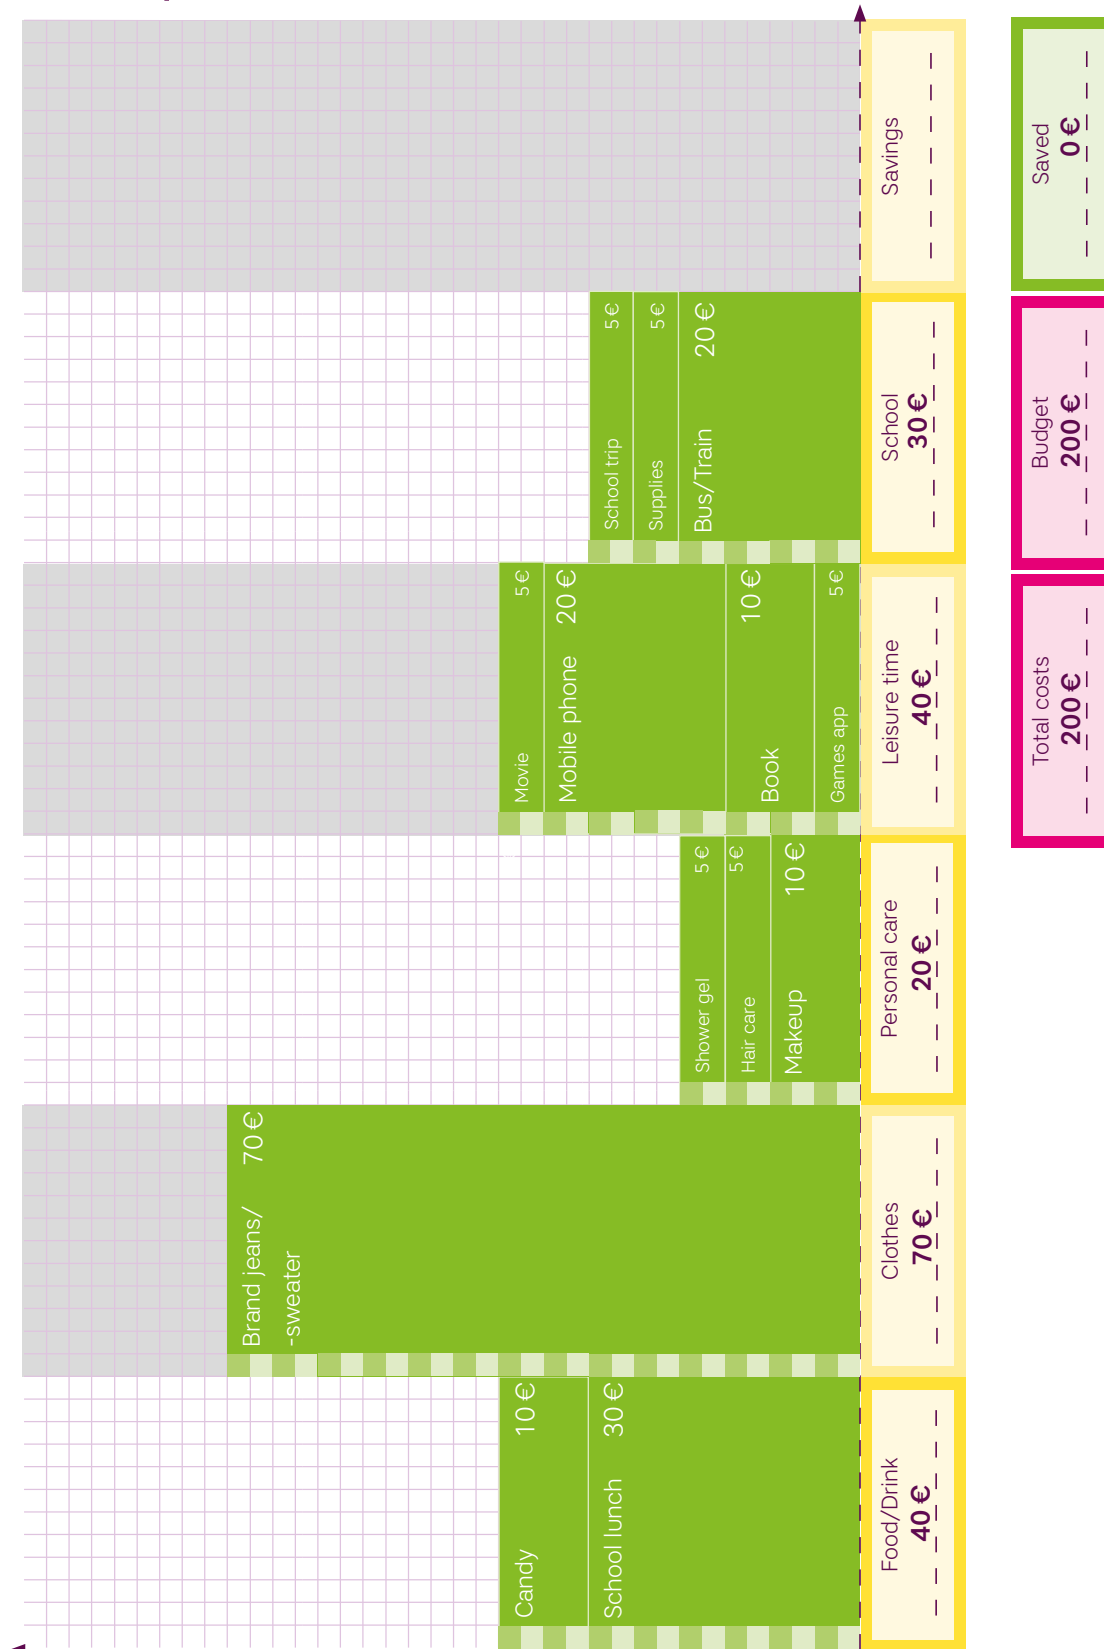 Candy 10 €
School lunch 30 €
Food/Drink
40 €
Brand jeans/ 70 €
-sweater
Clothes
70 €
Shower gel 5 €
Hair care 5 €
Makeup 10 €
Personal care
20 €
Movie 5 €
Mobile phone 20 €
Book 10 €
Games app 5 €
Leisure time
40 €
School trip 5 €
Supplies 5 €
Bus/Train 20 €
School
30 €
Savings
Total costs
200 €
Budget
200 €
Saved
0 €